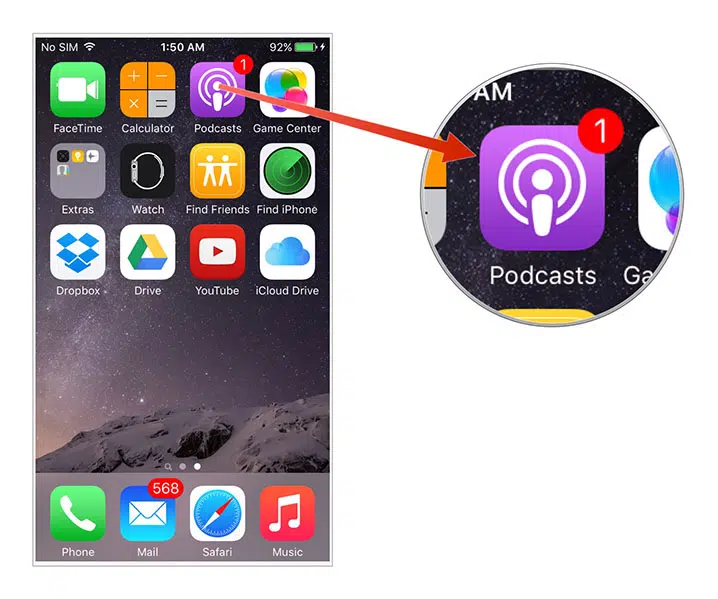 No SIM 1:50 AM 92%
1
FaceTime Calculator Podcasts Game Center
Extras Watch Find Friends Find iPhone
Dropbox Drive YouTube iCloud Drive
568
Phone Mail Safari Music
AM
1
Podcasts Ga